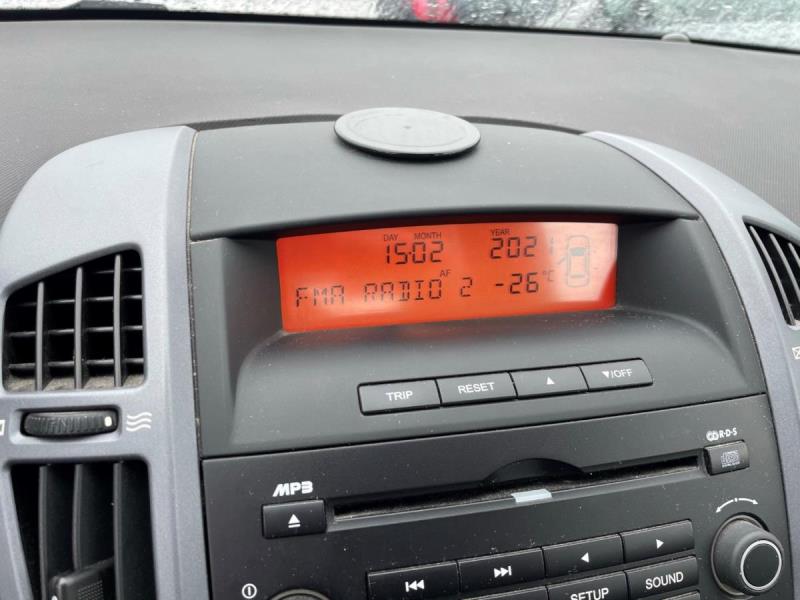 DAY MONTH YEAR
1502 2021
AF
FMA RADIO 2 -26°C
TRIP RESET ▲ ▼/OFF
R·D·S
MP3
SETUP SOUND